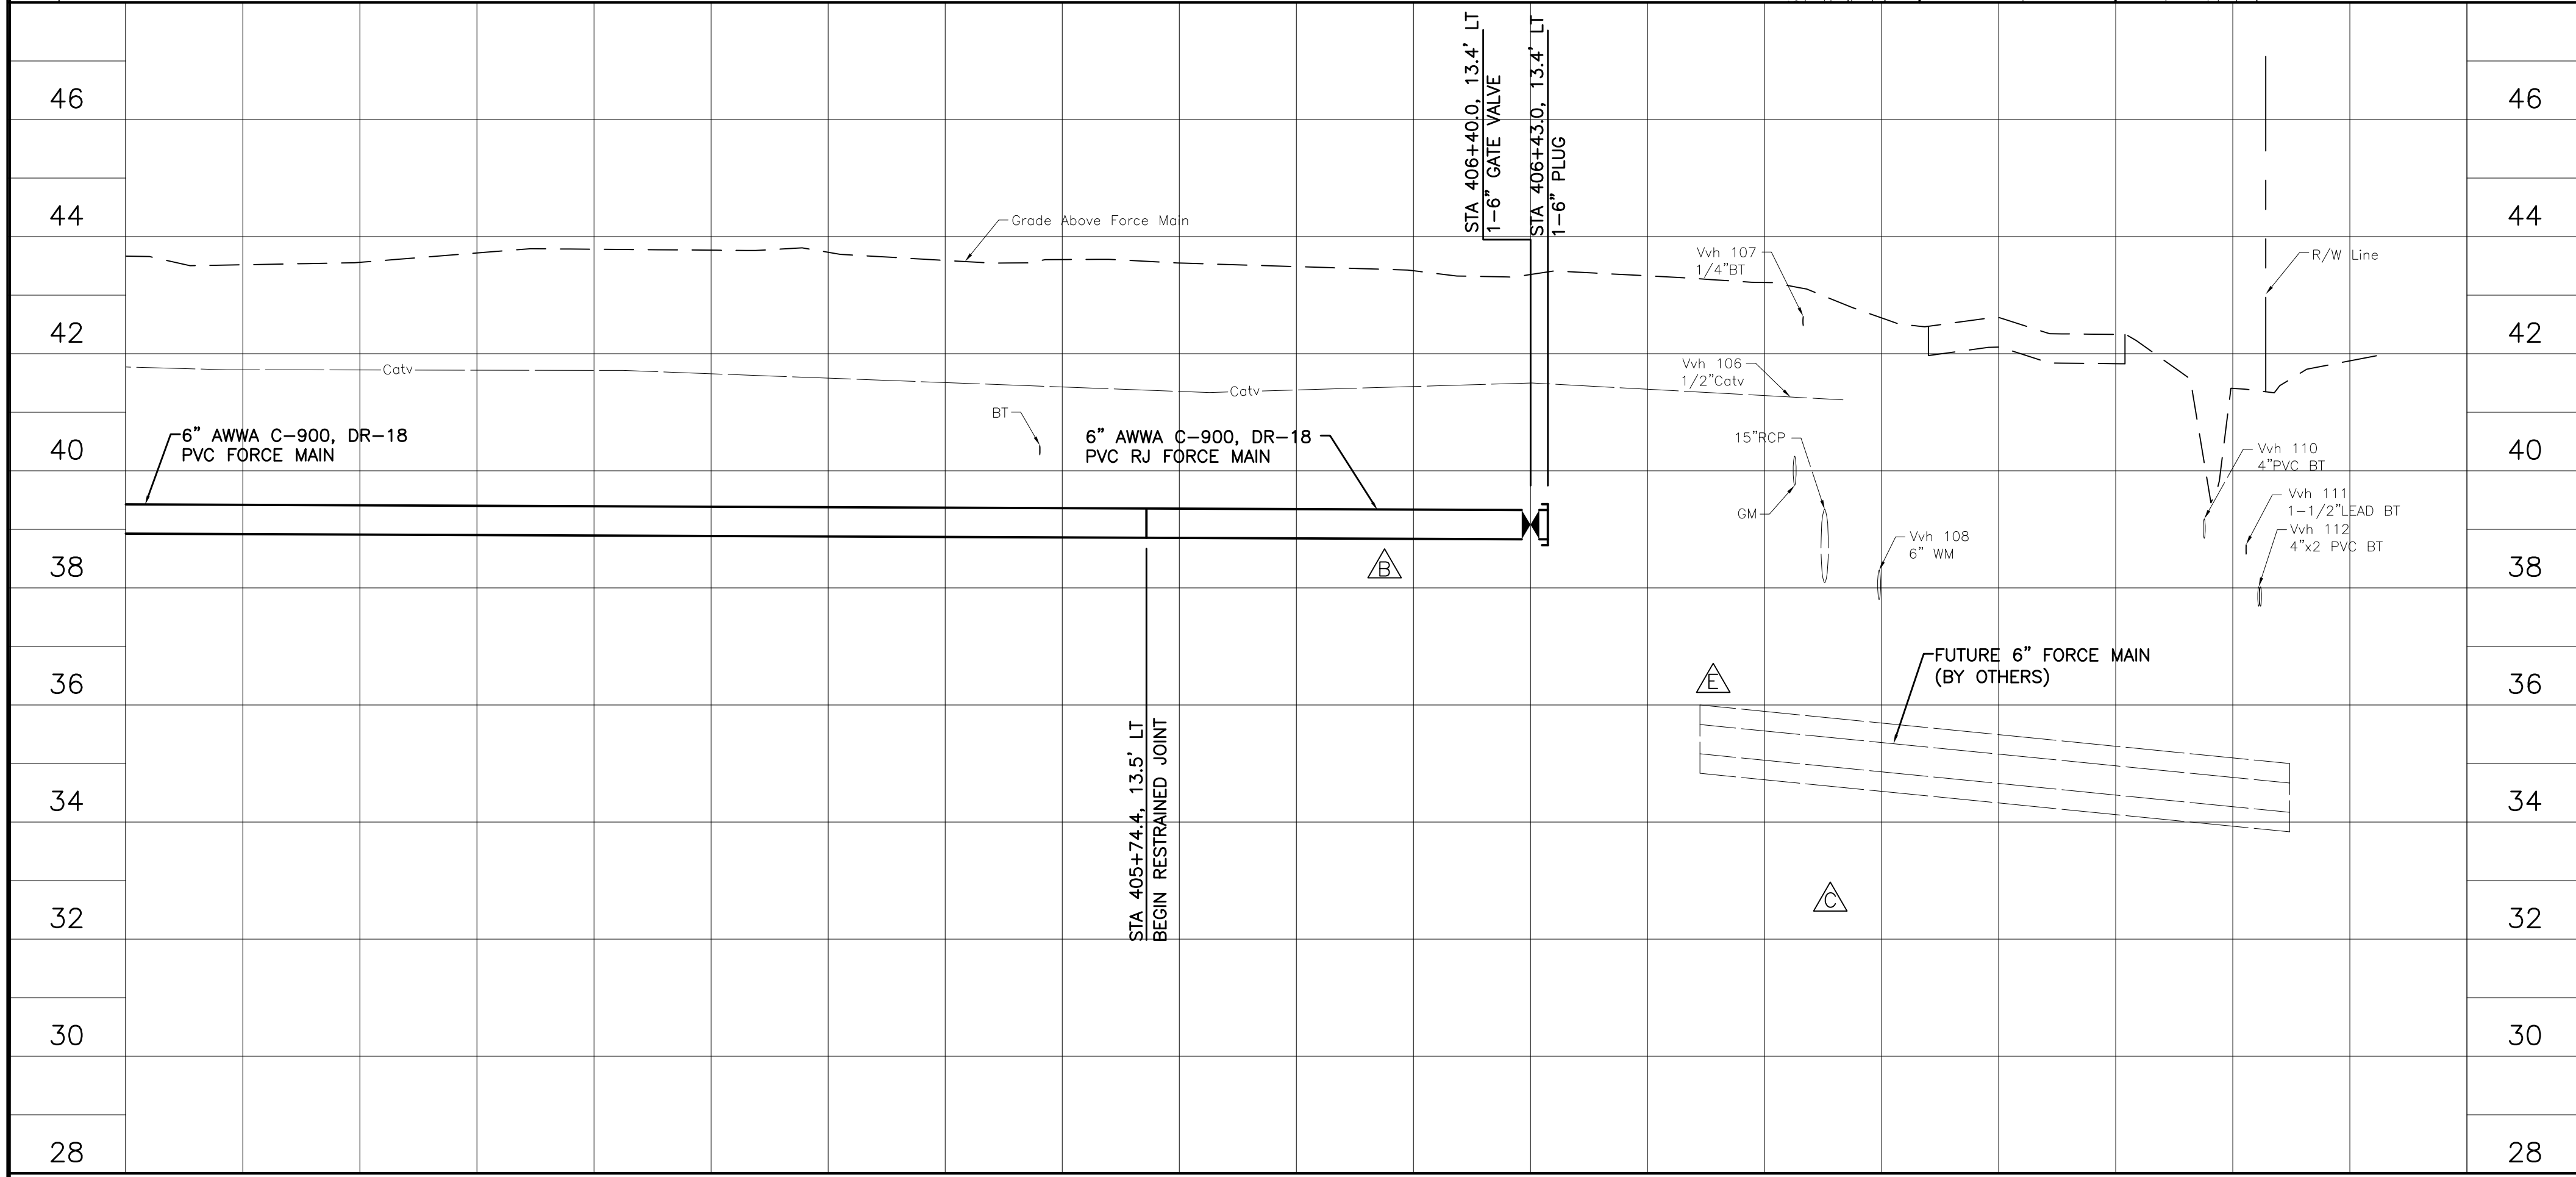 46
44
42
40
38
36
34
32
30
28
STA 406+40.0, 13.4' LT
1-6" GATE VALVE
STA 406+43.0, 13.4' LT
1-6" PLUG
Grade Above Force Main
Catv
Catv
BT
6" AWWA C-900, DR-18
PVC FORCE MAIN
6" AWWA C-900, DR-18
PVC RJ FORCE MAIN
B
STA 405+74.4, 13.5' LT
BEGIN RESTRAINED JOINT
Vvh 107
1/4"BT
Vvh 106
1/2"Catv
15"RCP
GM
Vvh 108
6" WM
R/W Line
Vvh 110
4"PVC BT
Vvh 111
1-1/2"LEAD BT
Vvh 112
4"x2 PVC BT
E
FUTURE 6" FORCE MAIN
(BY OTHERS)
C
46
44
42
40
38
36
34
32
30
28